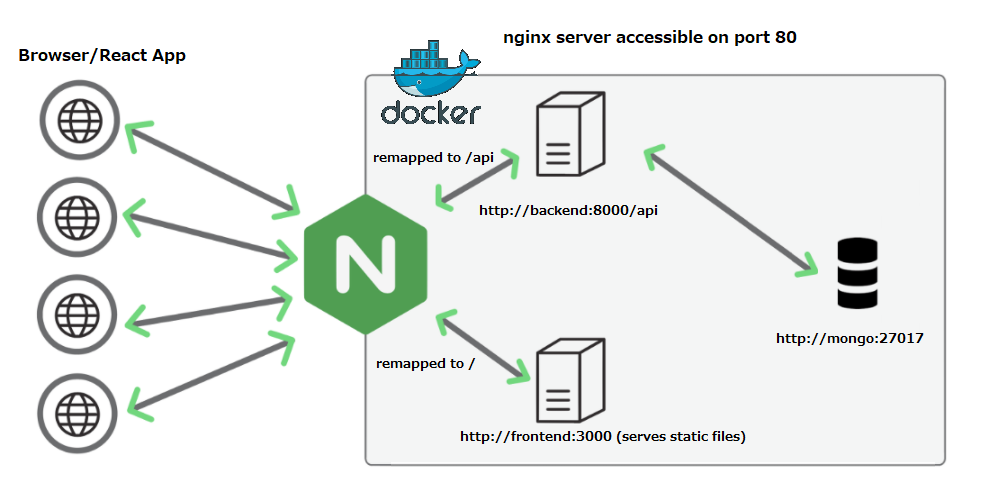 nginx server accessible on port 80
Browser/React App
docker
remapped to /api
http://backend:8000/api
N
http://mongo:27017
remapped to /
http://frontend:3000 (serves static files)